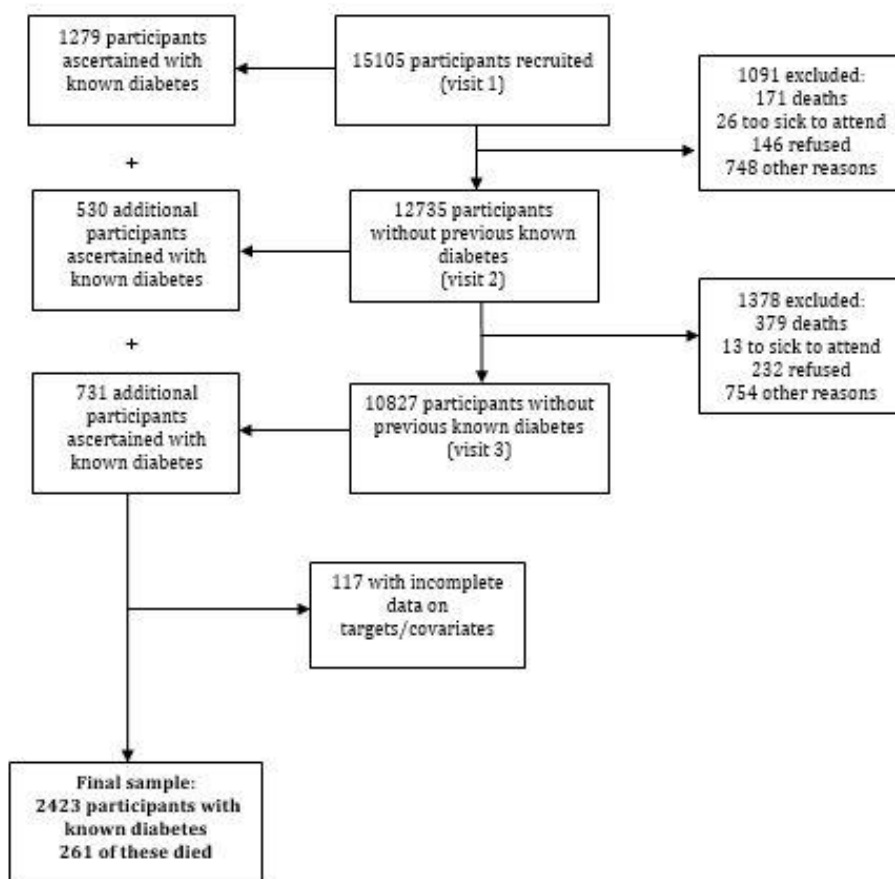 1279 participants
ascertained with
known diabetes
15105 participants recruited
(visit 1)
1091 excluded:
171 deaths
26 too sick to attend
146 refused
748 other reasons
+
530 additional
participants
ascertained with
known diabetes
12735 participants
without previous known
diabetes
(visit 2)
1378 excluded:
379 deaths
13 to sick to attend
232 refused
754 other reasons
+
731 additional
participants
ascertained with
known diabetes
10827 participants without
previous known diabetes
(visit 3)
117 with incomplete
data on
targets/covariates
Final sample:
2423 participants with
known diabetes
261 of these died